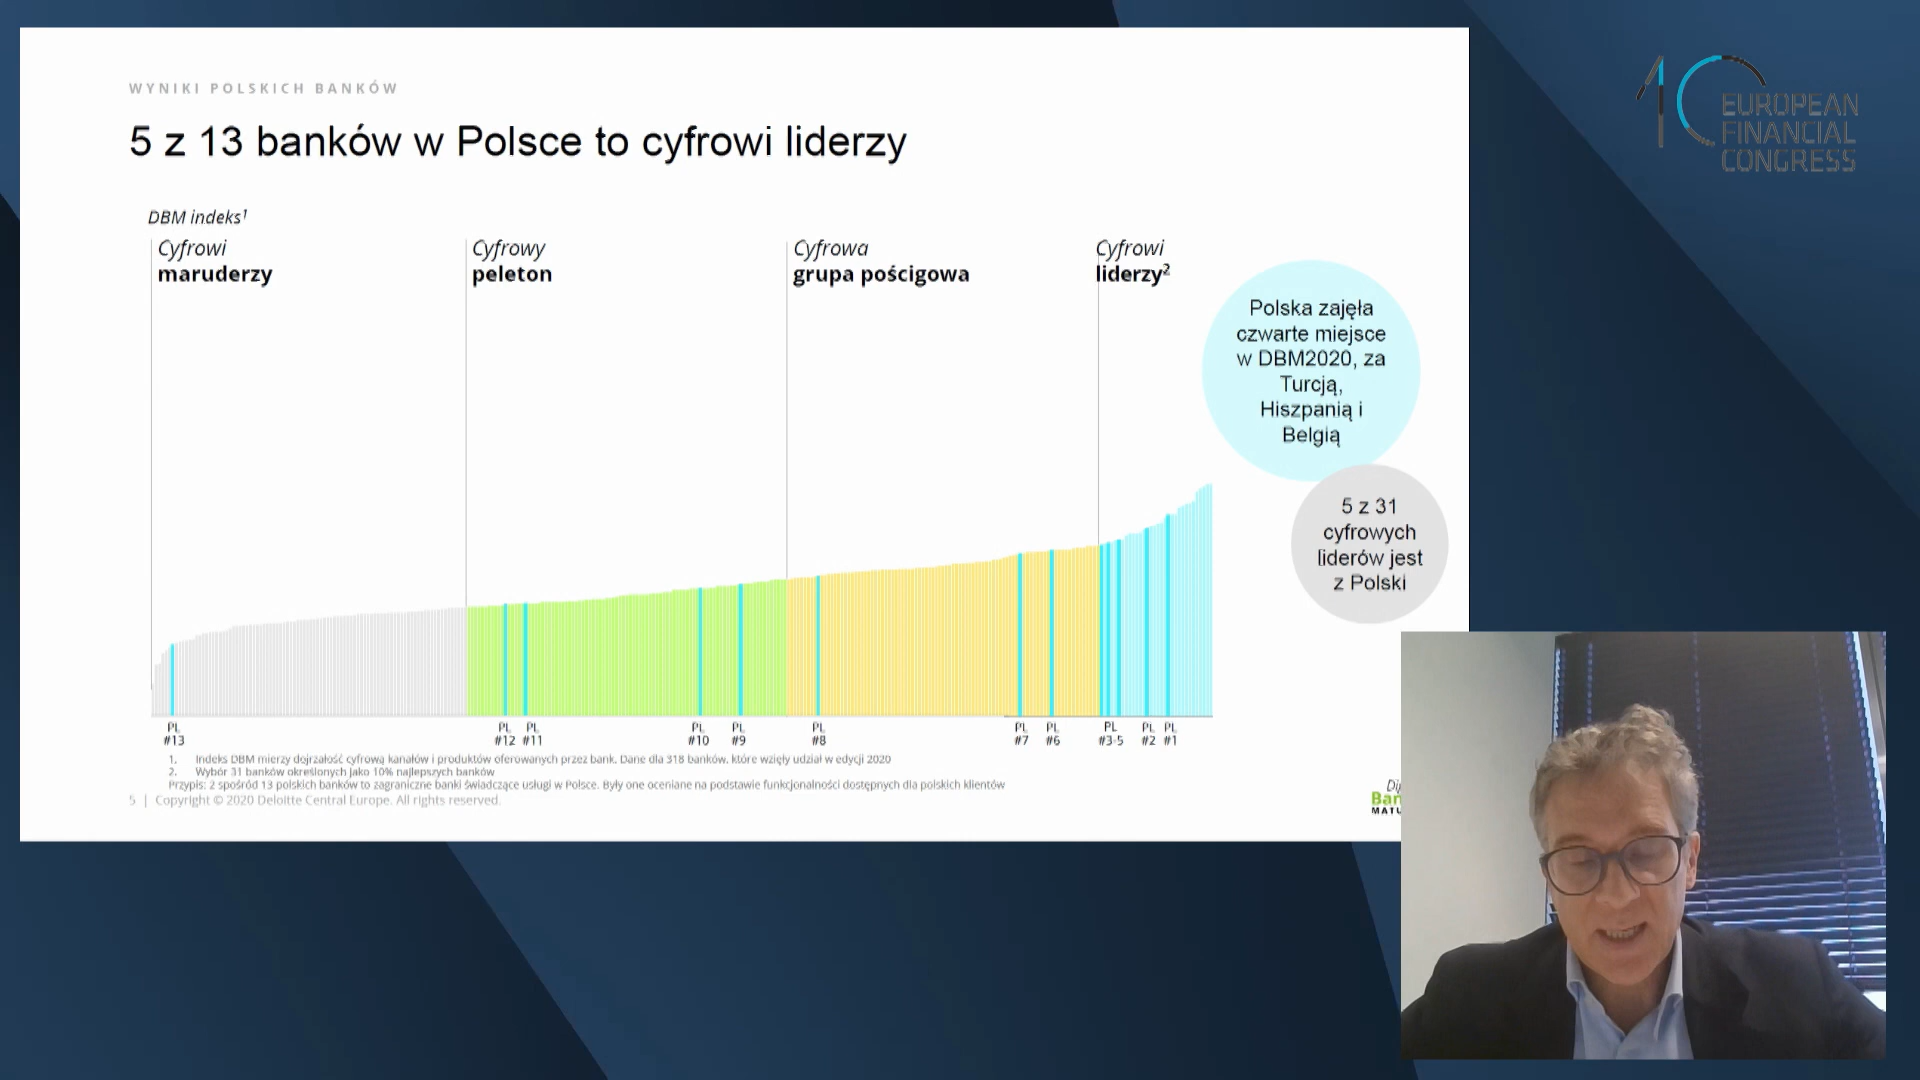 WYNIKI POLSKICH BANKÓW
5 z 13 banków w Polsce to cyfrowi liderzy
DBM indeks¹
Cyfrowi
maruderzy
Cyfrowy
peleton
Cyfrowa
grupa pościgowa
Cyfrowi
liderzy²
Polska zajęła
czwarte miejsce
w DBM2020, za
Turcją,
Hiszpanią i
Belgią
5 z 31
cyfrowych
liderów jest
z Polski
PL
#13
PL
#12
PL
#11
PL
#10
PL
#9
PL
#8
PL
#7
PL
#6
PL
#3-5
PL
#2
PL
#1
1. Indeks DBM mierzy dojrzałość cyfrową kanałów i produktów oferowanych przez bank. Dane dla 318 banków, które wzięły udział w edycji 2020
2. Wybór 31 banków określonych jako 10% najlepszych banków
Przypis: 2 spośród 13 polskich banków to zagraniczne banki świadczące usługi w Polsce. Były one oceniane na podstawie funkcjonalności dostępnych dla polskich klientów
5 | Copyright © 2020 Deloitte Central Europe. All rights reserved.
10 EUROPEAN
FINANCIAL
CONGRESS